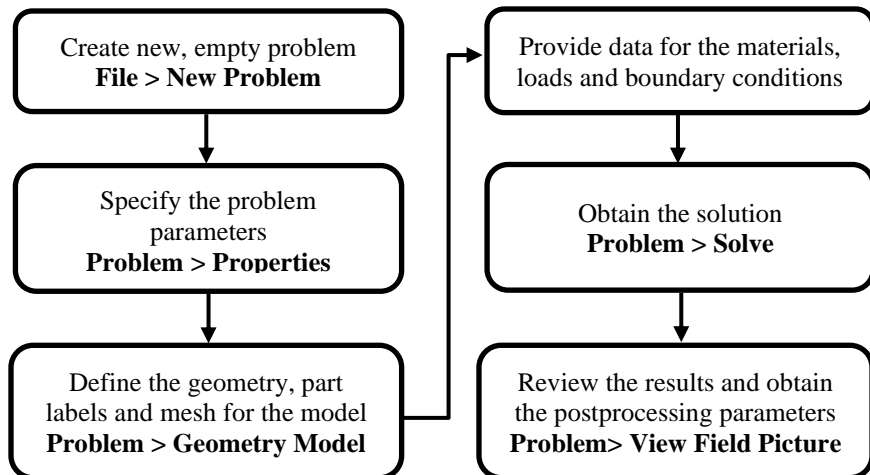 Create new, empty problem
File > New Problem
Specify the problem
parameters
Problem > Properties
Define the geometry, part
labels and mesh for the model
Problem > Geometry Model
Provide data for the materials,
loads and boundary conditions
Obtain the solution
Problem > Solve
Review the results and obtain
the postprocessing parameters
Problem> View Field Picture